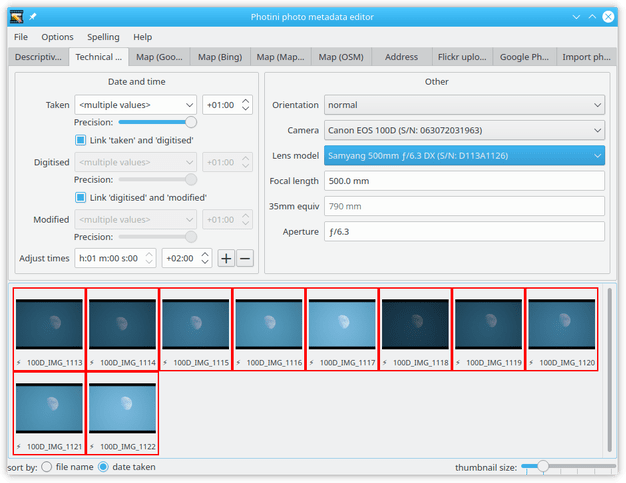 Photini photo metadata editor
File Options Spelling Help
Descriptiv... Technical ... Map (Goo... Map (Bing) Map (Map... Map (OSM) Address Flickr uplo... Google Ph... Import ph...
Date and time
Taken <multiple values> +01:00
Precision:
Link 'taken' and 'digitised'
Digitised <multiple values> +01:00
Precision:
Link 'digitised' and 'modified'
Modified <multiple values> +01:00
Precision:
Adjust times h:01 m:00 s:00 +02:00
Other
Orientation normal
Camera Canon EOS 100D (S/N: 063072031963)
Lens model Samyang 500mm ƒ/6.3 DX (S/N: D113A1126)
Focal length 500.0 mm
35mm equiv 790 mm
Aperture ƒ/6.3
100D_IMG_1113 100D_IMG_1114 100D_IMG_1115 100D_IMG_1116 100D_IMG_1117 100D_IMG_1118 100D_IMG_1119 100D_IMG_1120
100D_IMG_1121 100D_IMG_1122
sort by: file name date taken thumbnail size: